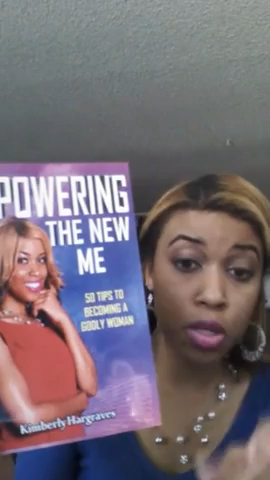 POWERING
THE NEW
ME
50 TIPS TO
BECOMING A
GODLY WOMAN
Kimberly Hargraves